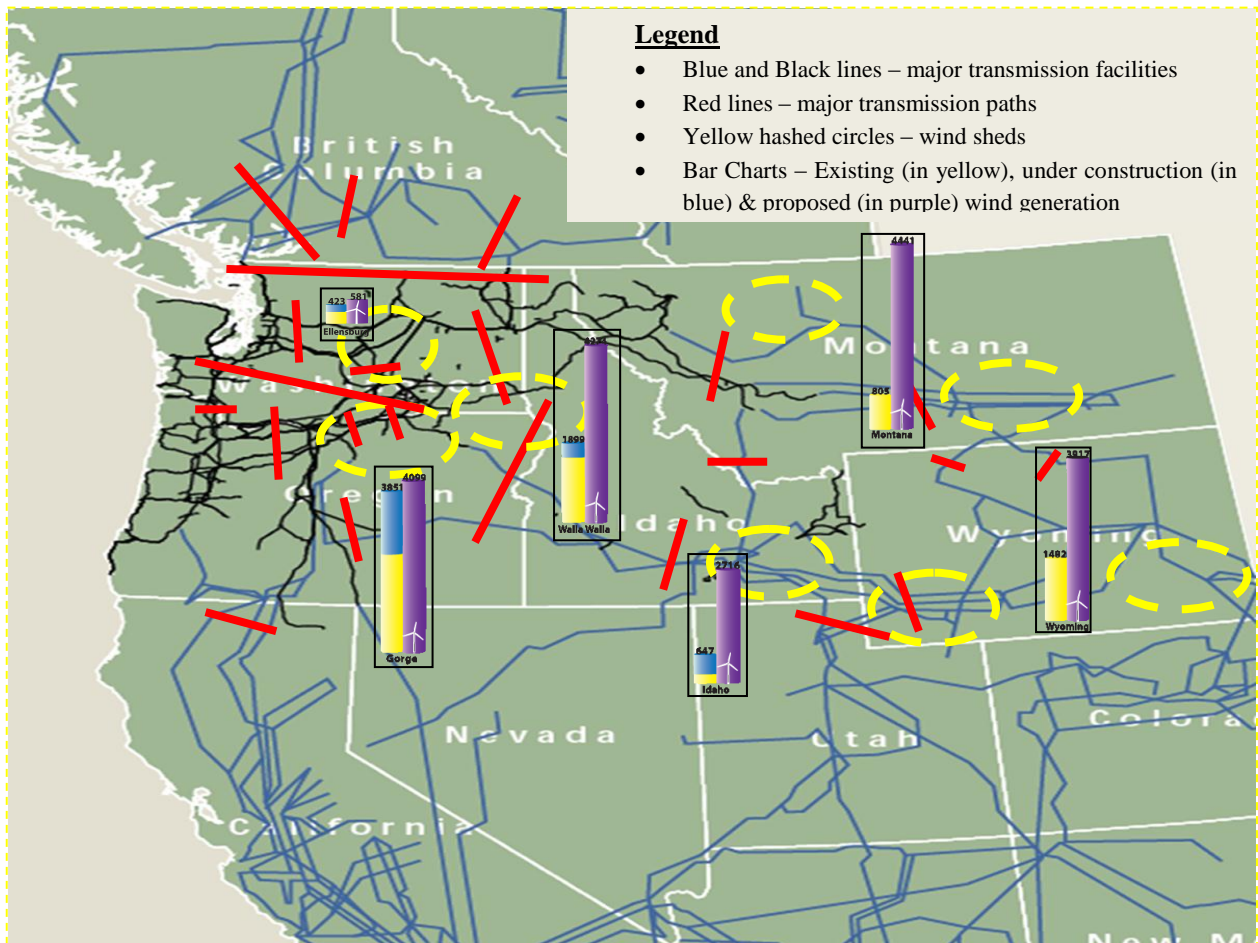 Legend
• Blue and Black lines – major transmission facilities
• Red lines – major transmission paths
• Yellow hashed circles – wind sheds
• Bar Charts – Existing (in yellow), under construction (in
blue) & proposed (in purple) wind generation
British
Columbia
4441
805
Montana
Montana
423
581
Ellensburg
Washington
1899
Walla Walla
3851
4099
Gorge
Oregon
Idaho
2716
647
Idaho
3917
1482
Wyoming
Wyoming
Nevada
Utah
Colora
California
New M